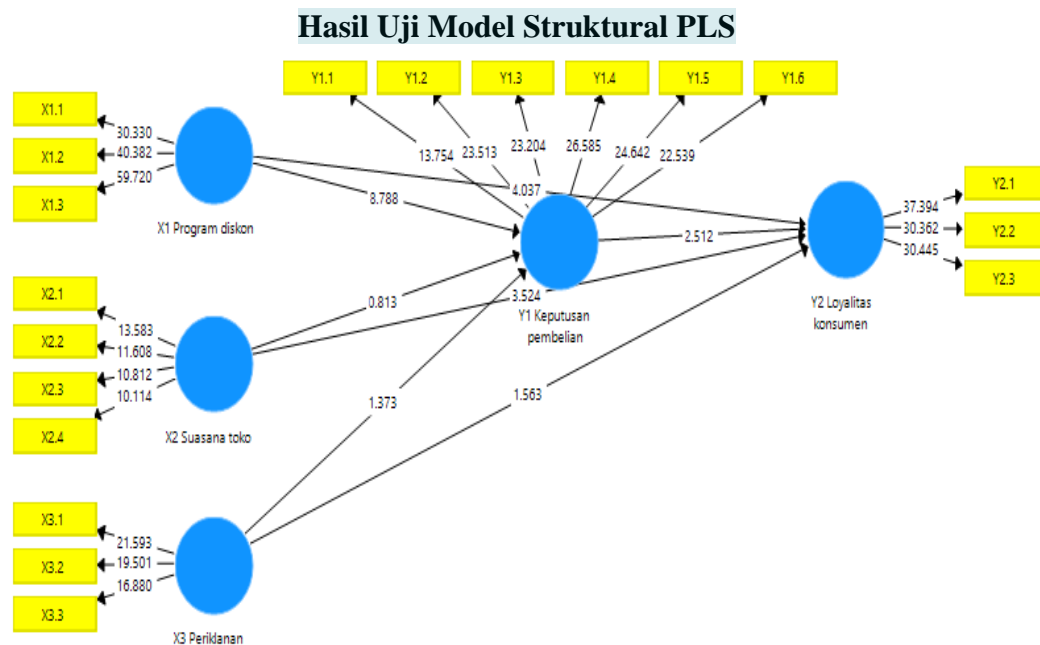 Hasil Uji Model Struktural PLS
Y1.1 Y1.2 Y1.3 Y1.4 Y1.5 Y1.6
X1.1
X1.2
X1.3
30.330
40.382
59.720
X1 Program diskon
13.754 23.513 23.204 26.585 24.642 22.539
4.037
8.788
2.512
Y1 Keputusan
pembelian
37.394
30.362
30.445
Y2.1
Y2.2
Y2.3
Y2 Loyalitas
konsumen
X2.1
X2.2
X2.3
X2.4
13.583
11.608
10.812
10.114
X2 Suasana toko
0.813
3.524
1.373
1.563
X3.1
X3.2
X3.3
21.593
19.501
16.880
X3 Periklanan